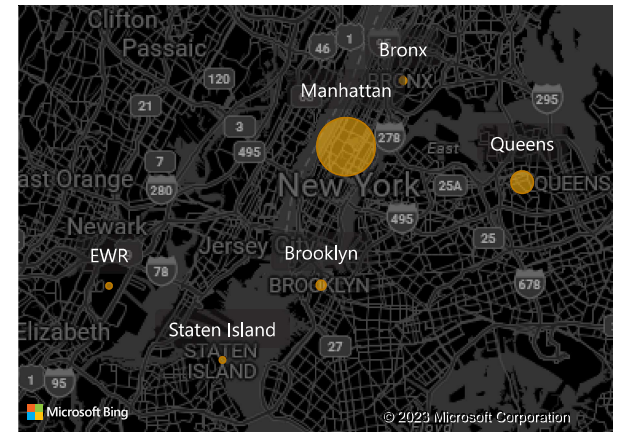 Clifton
Passaic
46
1
Bronx
BRONX
120
Manhattan
21
295
3
278
495
East
Queens
7
ast Orange
280
New York
25A
QUEENS
Newark
495
EWR
78
Jersey C
Brooklyn
25
BROOKLYN
678
Elizabeth
Staten Island
STATEN
ISLAND
27
1
95
Microsoft Bing
© 2023 Microsoft Corporation